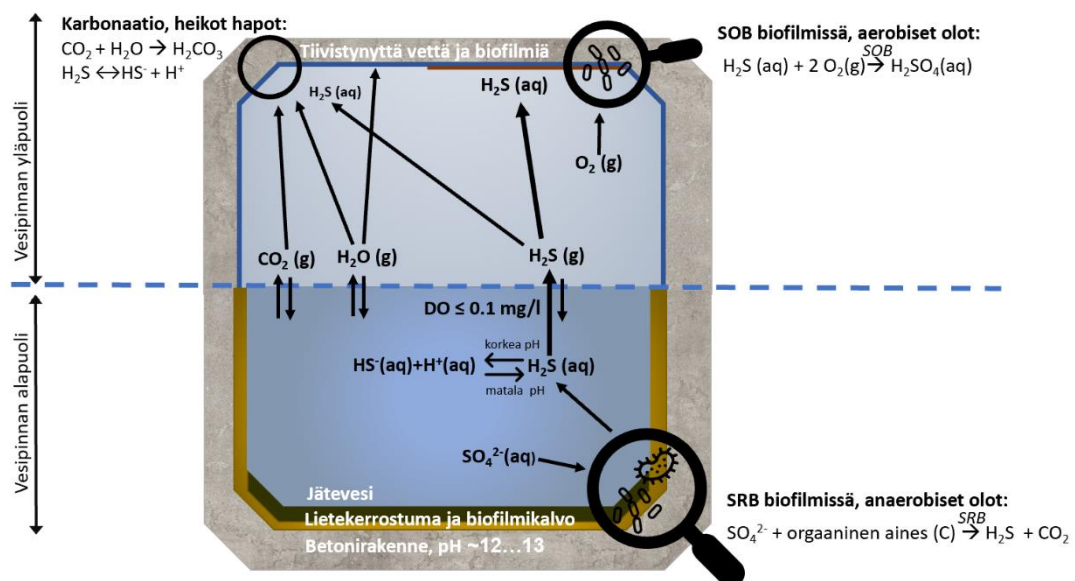 Karbonaatio, heikot hapot:
CO₂ + H₂O → H₂CO₃
H₂S ↔HS⁻ + H⁺
Tiivistynyttä vettä ja biofilmiä
SOB biofilmissä, aerobiset olot:
SOB
H₂S (aq) + 2 O₂(g) → H₂SO₄(aq)
Vesipinnan yläpuoli
H₂S (aq)
H₂S (aq)
O₂ (g)
CO₂ (g)
H₂O (g)
H₂S (g)
Vesipinnan alapuoli
DO ≤ 0.1 mg/l
korkea pH
HS⁻(aq)+H⁺(aq)
H₂S (aq)
matala pH
SO₄²⁻(aq)
Jätevesi
Lietekerrostuma ja biofilmikalvo
Betonirakenne, pH ~12...13
SRB biofilmissä, anaerobiset olot:
SRB
SO₄²⁻ + orgaaninen aines (C) → H₂S + CO₂